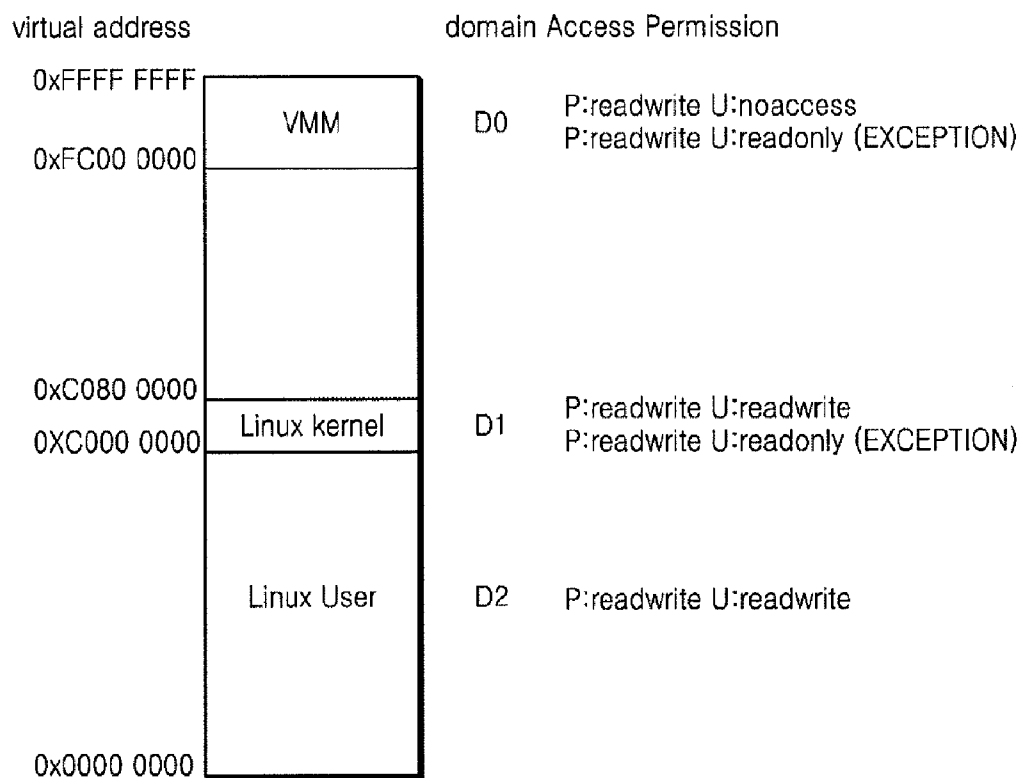 virtual address domain Access Permission
0xFFFF FFFF
VMM D0 P:readwrite U:noaccess
P:readwrite U:readonly (EXCEPTION)
0xFC00 0000
0xC080 0000
Linux kernel D1 P:readwrite U:readwrite
0XC000 0000 P:readwrite U:readonly (EXCEPTION)
Linux User D2 P:readwrite U:readwrite
0x0000 0000